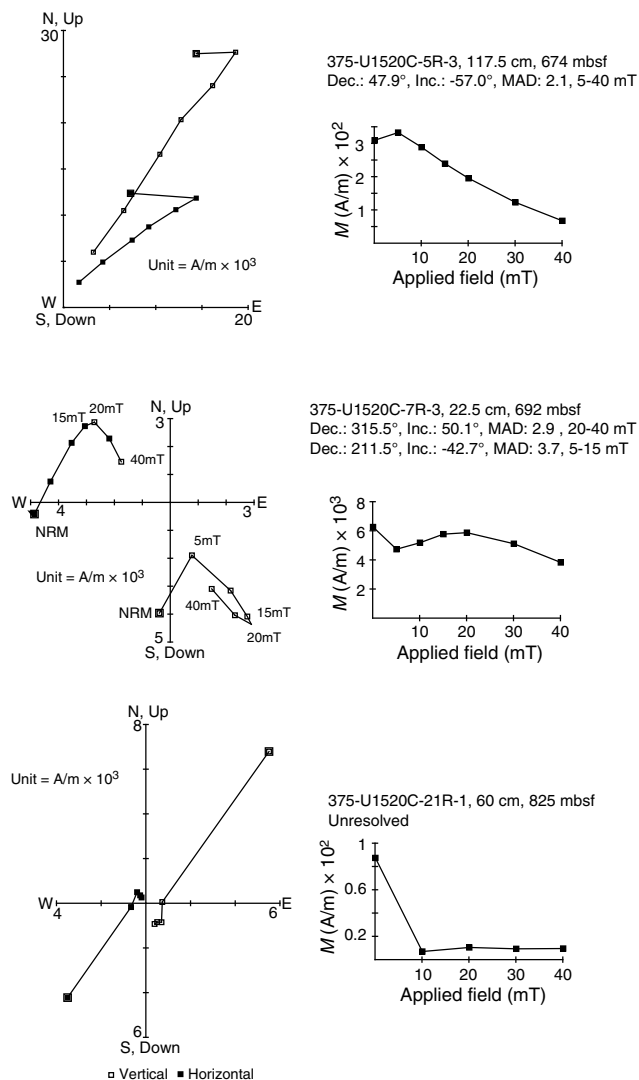 N, Up
30
Unit = A/m × 10³
W
S, Down
20
E
375-U1520C-5R-3, 117.5 cm, 674 mbsf
Dec.: 47.9°, Inc.: -57.0°, MAD: 2.1, 5-40 mT
M (A/m) × 10²
3
2
1
10 20 30 40
Applied field (mT)
N, Up
3
20mT
15mT
40mT
W
4
3
E
NRM
5mT
Unit = A/m × 10³
40mT
NRM
15mT
20mT
5
S, Down
375-U1520C-7R-3, 22.5 cm, 692 mbsf
Dec.: 315.5°, Inc.: 50.1°, MAD: 2.9 , 20-40 mT
Dec.: 211.5°, Inc.: -42.7°, MAD: 3.7, 5-15 mT
M (A/m) × 10³
8
6
4
2
10 20 30 40
Applied field (mT)
N, Up
8
Unit = A/m × 10³
W
4
6
E
6
S, Down
375-U1520C-21R-1, 60 cm, 825 mbsf
Unresolved
M (A/m) × 10²
1
0.6
0.2
10 20 30 40
Applied field (mT)
Vertical Horizontal